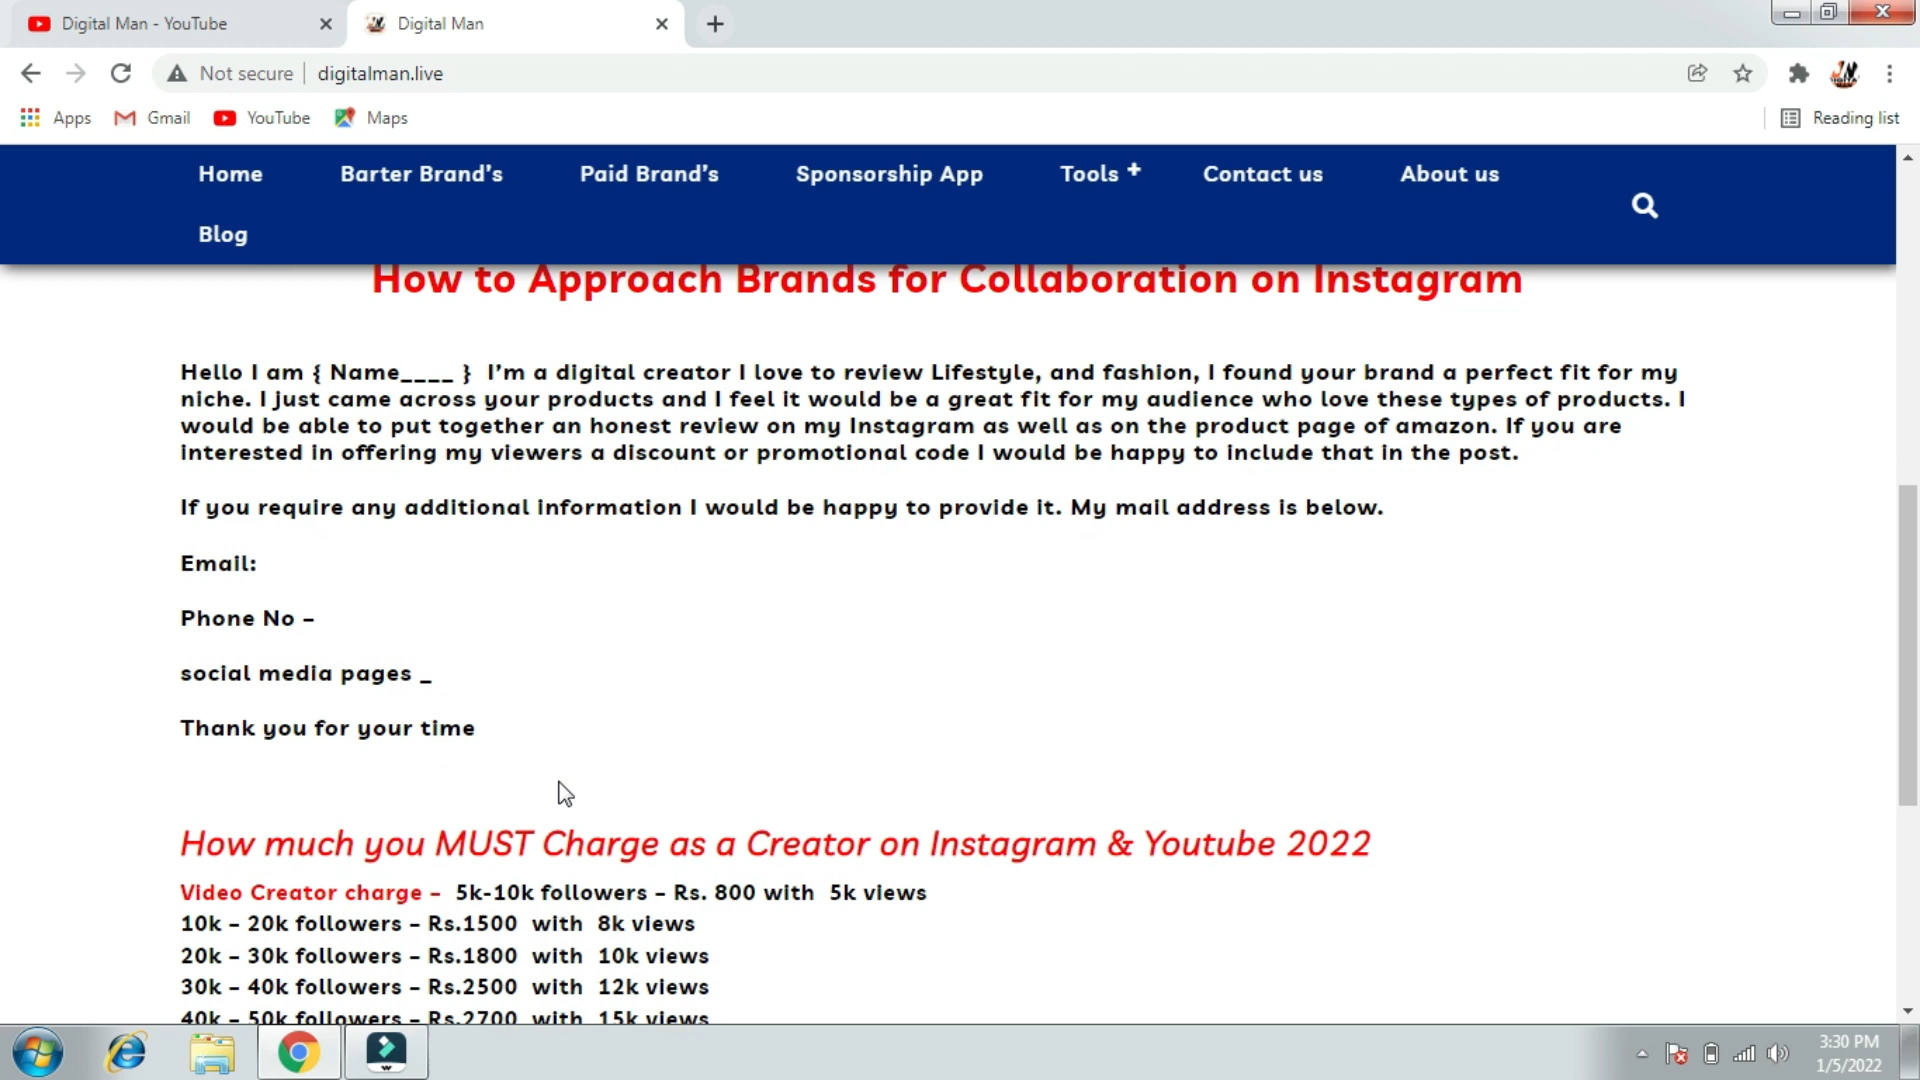 Digital Man - YouTube
Digital Man
Not secure
digitalman.live
Apps
Gmail
YouTube
Maps
Reading list
Home
Barter Brand's
Paid Brand's
Sponsorship App
Tools +
Contact us
About us
Blog
How to Approach Brands for Collaboration on Instagram
Hello I am { Name____ }  I'm a digital creator I love to review Lifestyle, and fashion, I found your brand a perfect fit for my
niche. I just came across your products and I feel it would be a great fit for my audience who love these types of products. I
would be able to put together an honest review on my Instagram as well as on the product page of amazon. If you are
interested in offering my viewers a discount or promotional code I would be happy to include that in the post.
If you require any additional information I would be happy to provide it. My mail address is below.
Email:
Phone No –
social media pages _
Thank you for your time
How much you MUST Charge as a Creator on Instagram & Youtube 2022
Video Creator charge –  5k-10k followers – Rs. 800 with  5k views
10k – 20k followers – Rs.1500  with  8k views
20k – 30k followers – Rs.1800  with  10k views
30k – 40k followers – Rs.2500  with  12k views
40k – 50k followers – Rs.2700  with  15k views
3:30 PM
1/5/2022